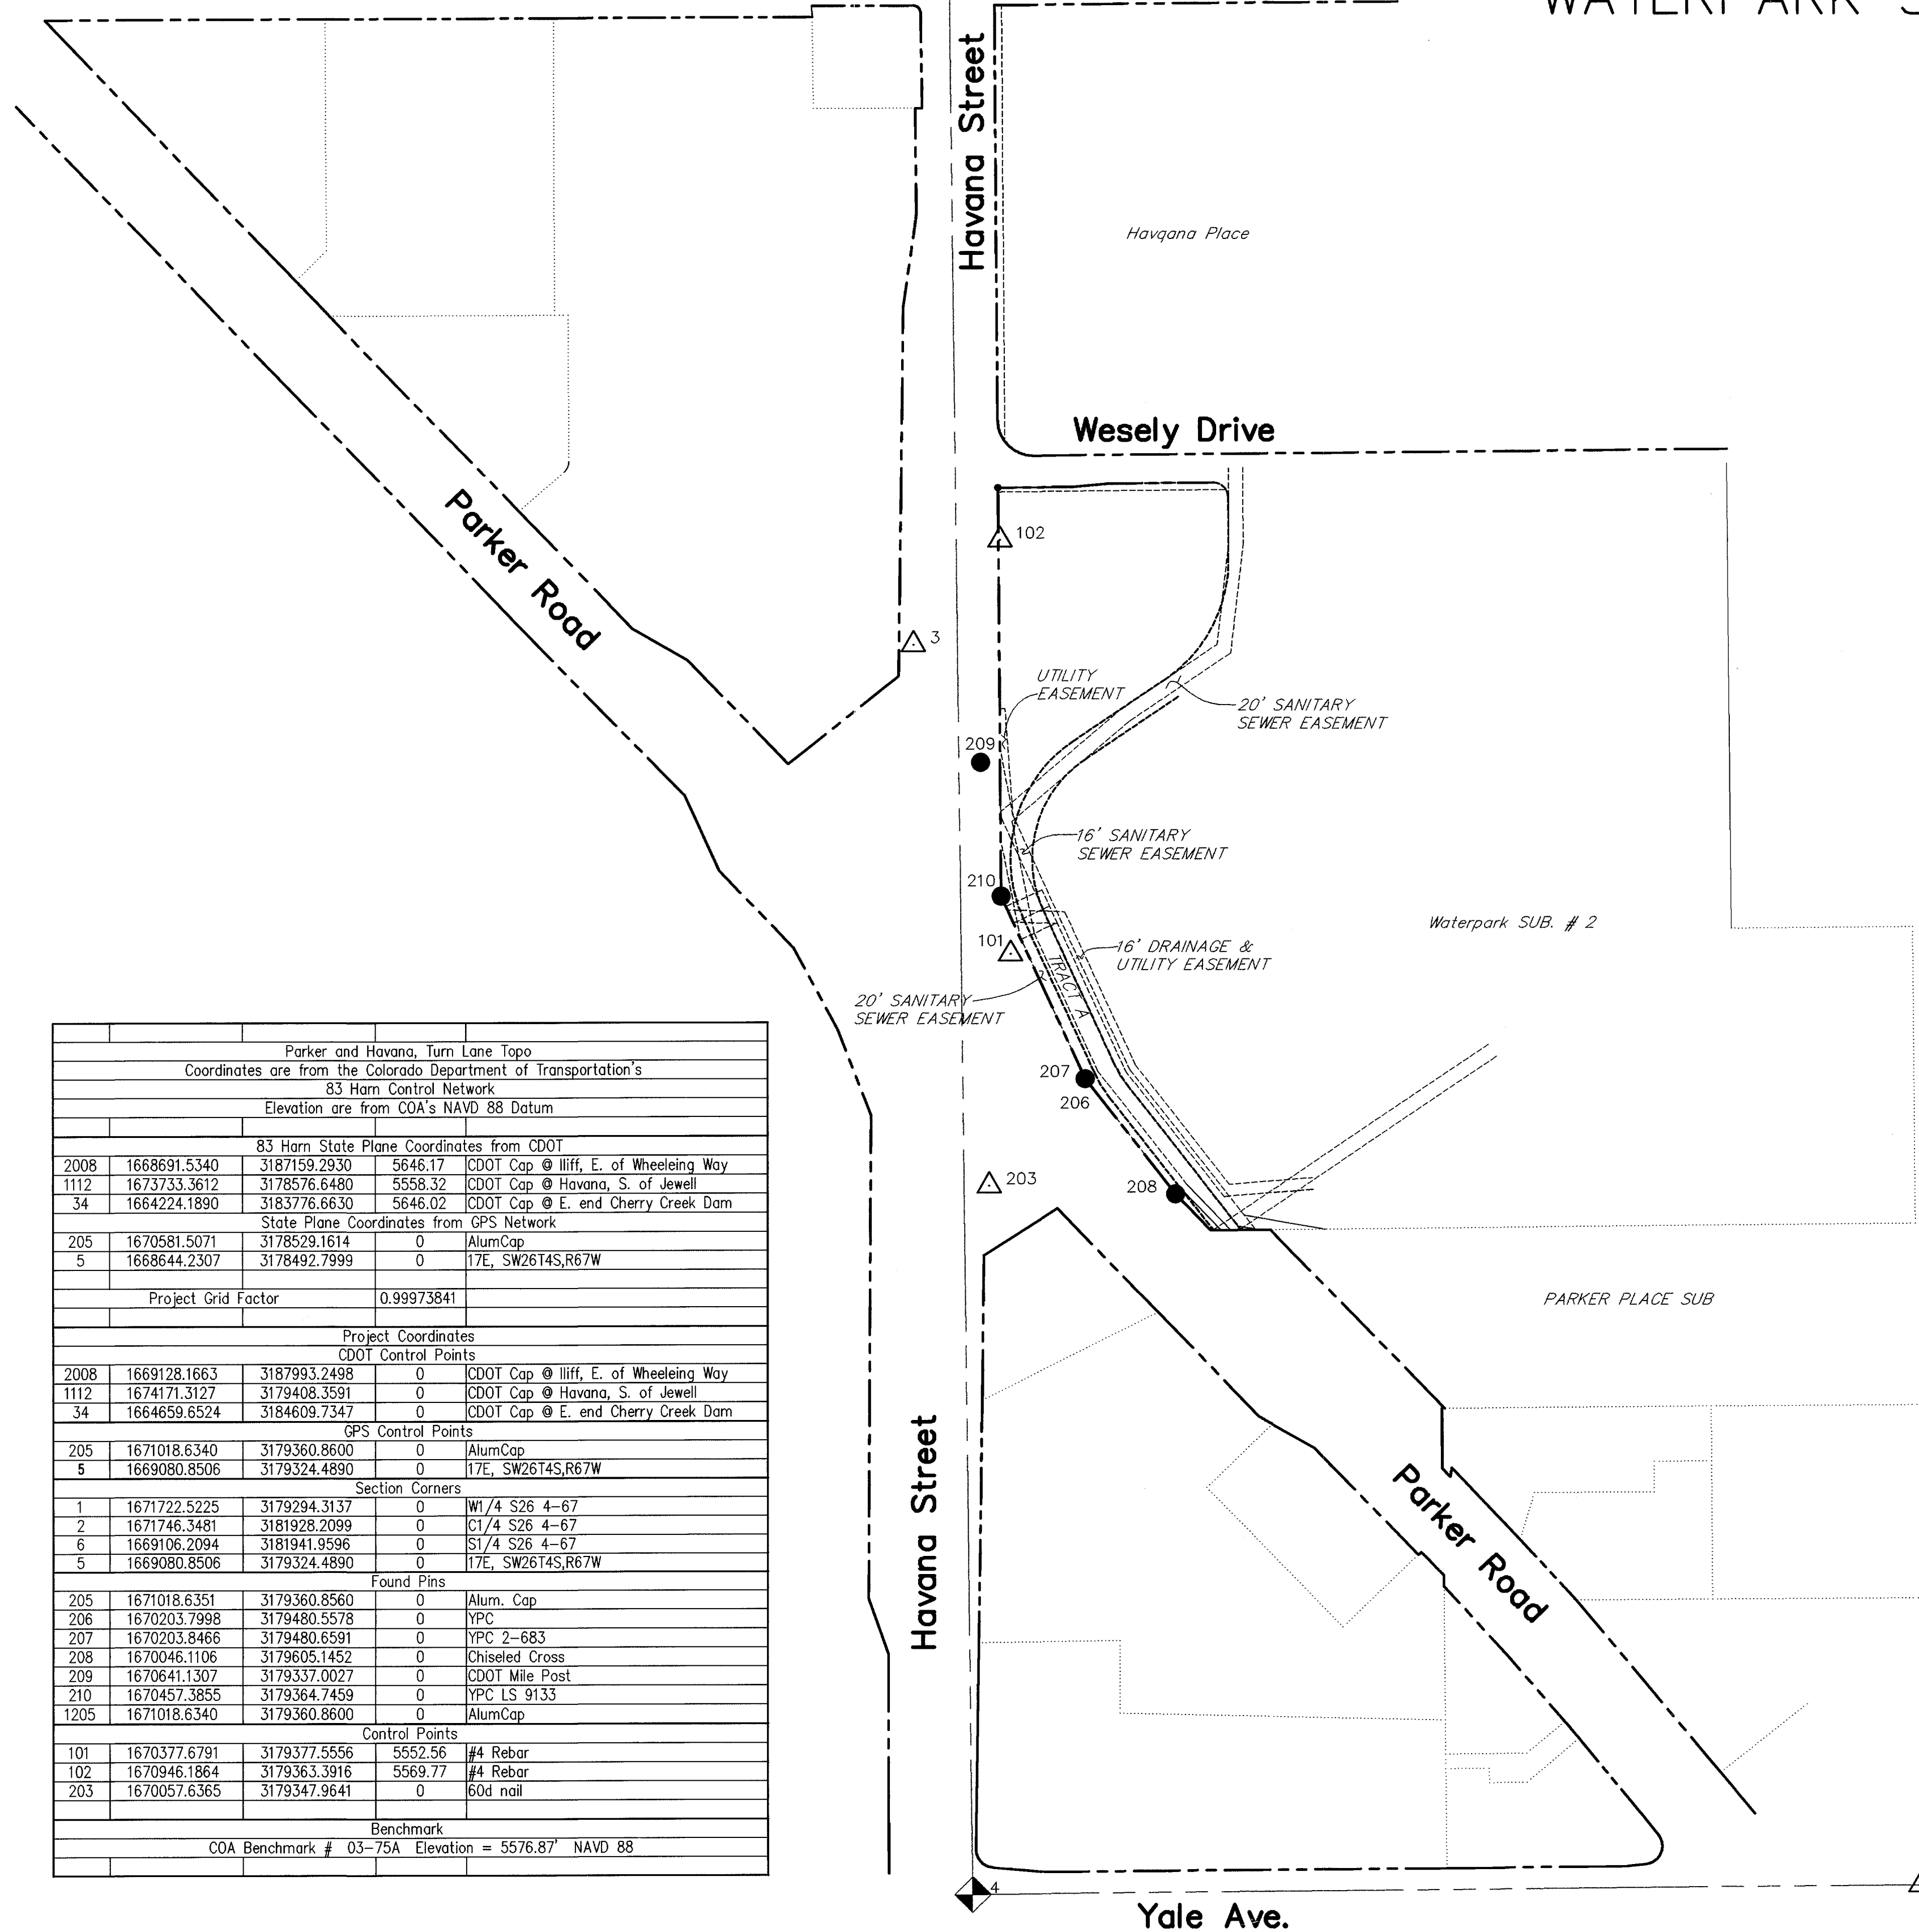 Havana Street
Havqana Place
Wesely Drive
Parker Road
102
3
UTILITY
EASEMENT
20' SANITARY
SEWER EASEMENT
209
16' SANITARY
SEWER EASEMENT
210
Waterpark SUB. # 2
101
16' DRAINAGE &
UTILITY EASEMENT
TRACT A
20' SANITARY
SEWER EASEMENT
207
206
203
208
PARKER PLACE SUB
Havana Street
Parker Road
4
Yale Ave.
Parker and Havana, Turn Lane Topo
Coordinates are from the Colorado Department of Transportation's
83 Harn Control Network
Elevation are from COA's NAVD 88 Datum
83 Harn State Plane Coordinates from CDOT
2008 1668691.5340 3187159.2930 5646.17 CDOT Cap @ Iliff, E. of Wheeleing Way
1112 1673733.3612 3178576.6480 5558.32 CDOT Cap @ Havana, S. of Jewell
34 1664224.1890 3183776.6630 5646.02 CDOT Cap @ E. end Cherry Creek Dam
State Plane Coordinates from GPS Network
205 1670581.5071 3178529.1614 0 AlumCap
5 1668644.2307 3178492.7999 0 17E, SW26T4S,R67W
Project Grid Factor 0.99973841
Project Coordinates
CDOT Control Points
2008 1669128.1663 3187993.2498 0 CDOT Cap @ Iliff, E. of Wheeleing Way
1112 1674171.3127 3179408.3591 0 CDOT Cap @ Havana, S. of Jewell
34 1664659.6524 3184609.7347 0 CDOT Cap @ E. end Cherry Creek Dam
GPS Control Points
205 1671018.6340 3179360.8600 0 AlumCap
5 1669080.8506 3179324.4890 0 17E, SW26T4S,R67W
Section Corners
1 1671722.5225 3179294.3137 0 W1/4 S26 4-67
2 1671746.3481 3181928.2099 0 C1/4 S26 4-67
6 1669106.2094 3181941.9596 0 S1/4 S26 4-67
5 1669080.8506 3179324.4890 0 17E, SW26T4S,R67W
Found Pins
205 1671018.6351 3179360.8560 0 Alum. Cap
206 1670203.7998 3179480.5578 0 YPC
207 1670203.8466 3179480.6591 0 YPC 2-683
208 1670046.1106 3179605.1452 0 Chiseled Cross
209 1670641.1307 3179337.0027 0 CDOT Mile Post
210 1670457.3855 3179364.7459 0 YPC LS 9133
1205 1671018.6340 3179360.8600 0 AlumCap
Control Points
101 1670377.6791 3179377.5556 5552.56 #4 Rebar
102 1670946.1864 3179363.3916 5569.77 #4 Rebar
203 1670057.6365 3179347.9641 0 60d nail
Benchmark
COA Benchmark # 03-75A Elevation = 5576.87' NAVD 88